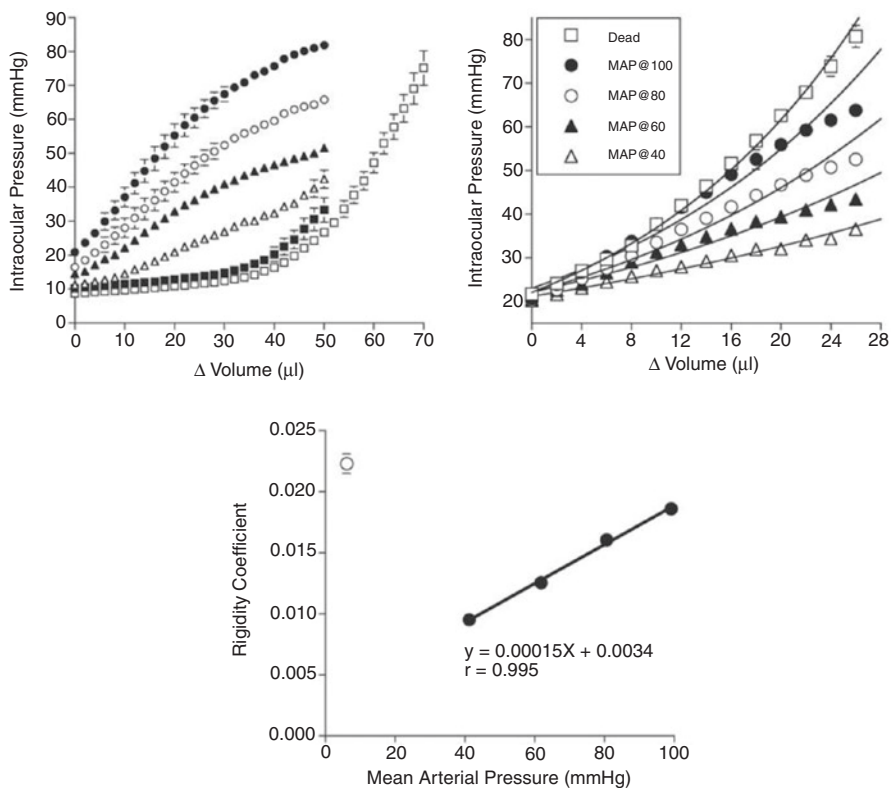 90
80
70
60
50
40
30
20
10
0
Intraocular Pressure (mmHg)
0 10 20 30 40 50 60 70
Δ Volume (μl)
80
70
60
50
40
30
20
Intraocular Pressure (mmHg)
Dead
MAP@100
MAP@80
MAP@60
MAP@40
0 4 8 12 16 20 24 28
Δ Volume (μl)
0.025
0.020
0.015
0.010
0.005
0.000
Rigidity Coefficient
y = 0.00015X + 0.0034
r = 0.995
0 20 40 60 80 100
Mean Arterial Pressure (mmHg)